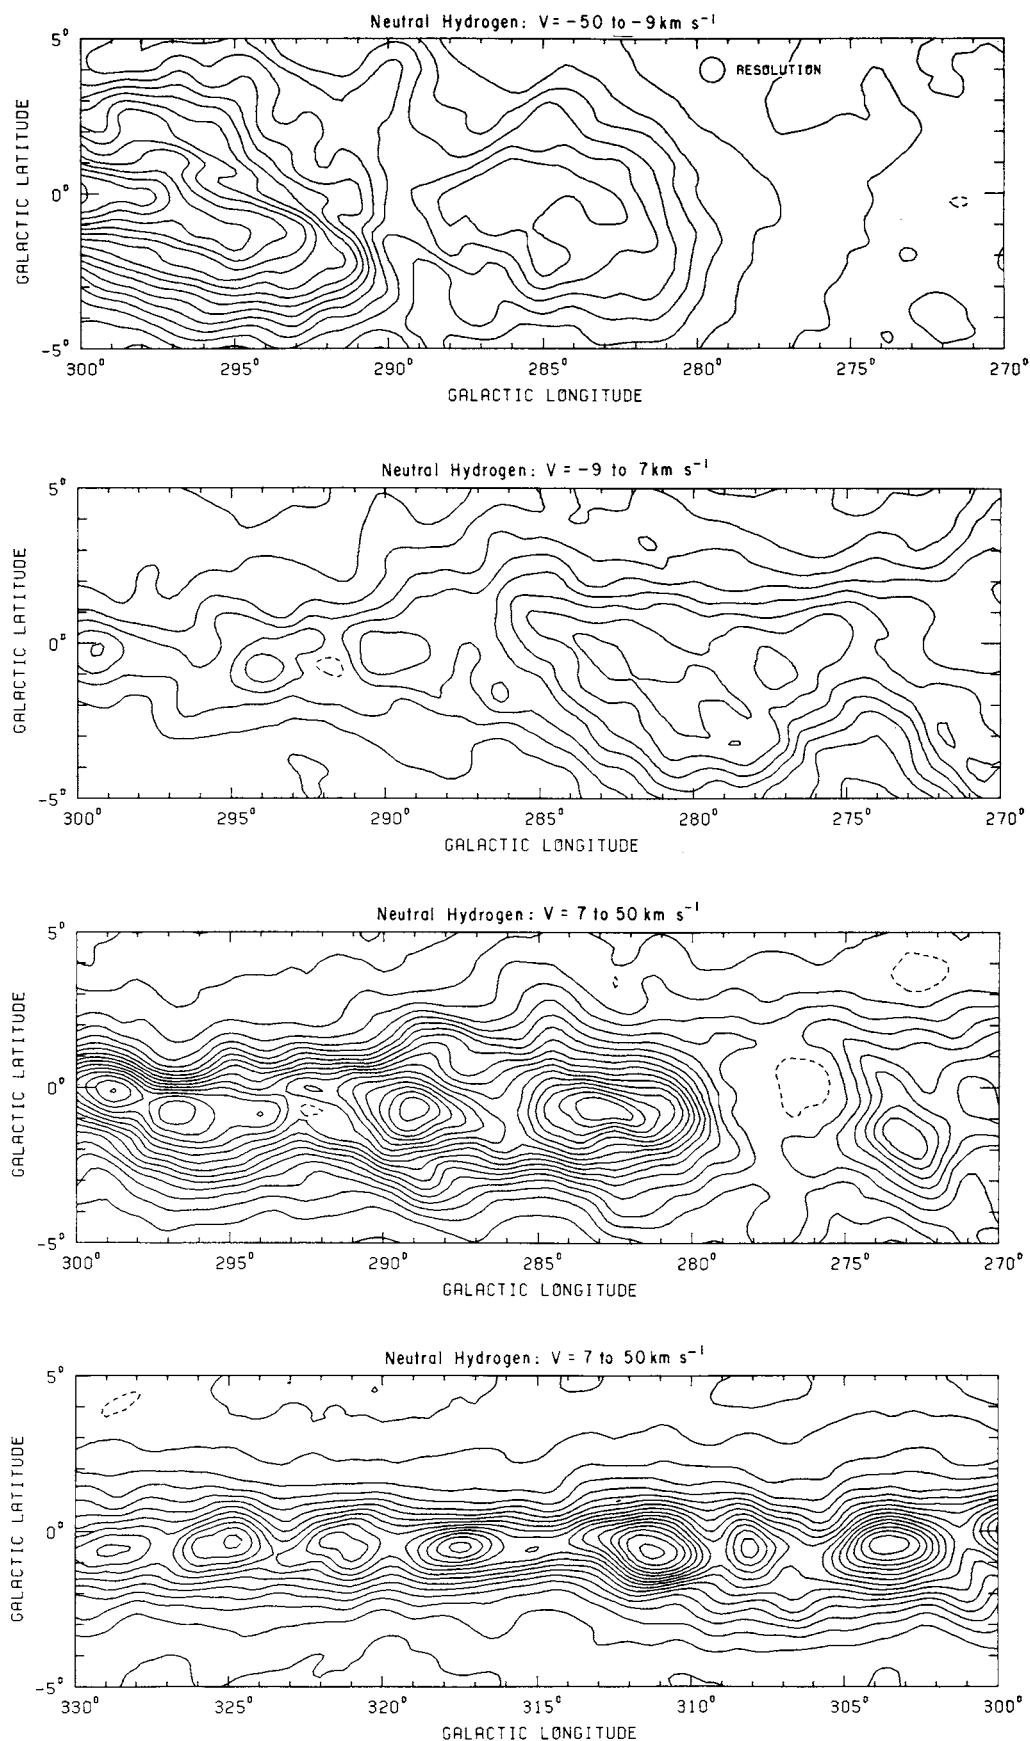 Neutral Hydrogen: V = -50 to -9 km s⁻¹
5°
RESOLUTION
GALACTIC LATITUDE
0°
-5°
300° 295° 290° 285° 280° 275° 270°
GALACTIC LONGITUDE
Neutral Hydrogen: V = -9 to 7 km s⁻¹
5°
GALACTIC LATITUDE
0°
-5°
300° 295° 290° 285° 280° 275° 270°
GALACTIC LONGITUDE
Neutral Hydrogen: V = 7 to 50 km s⁻¹
5°
GALACTIC LATITUDE
0°
-5°
300° 295° 290° 285° 280° 275° 270°
GALACTIC LONGITUDE
Neutral Hydrogen: V = 7 to 50 km s⁻¹
5°
GALACTIC LATITUDE
0°
-5°
330° 325° 320° 315° 310° 305° 300°
GALACTIC LONGITUDE